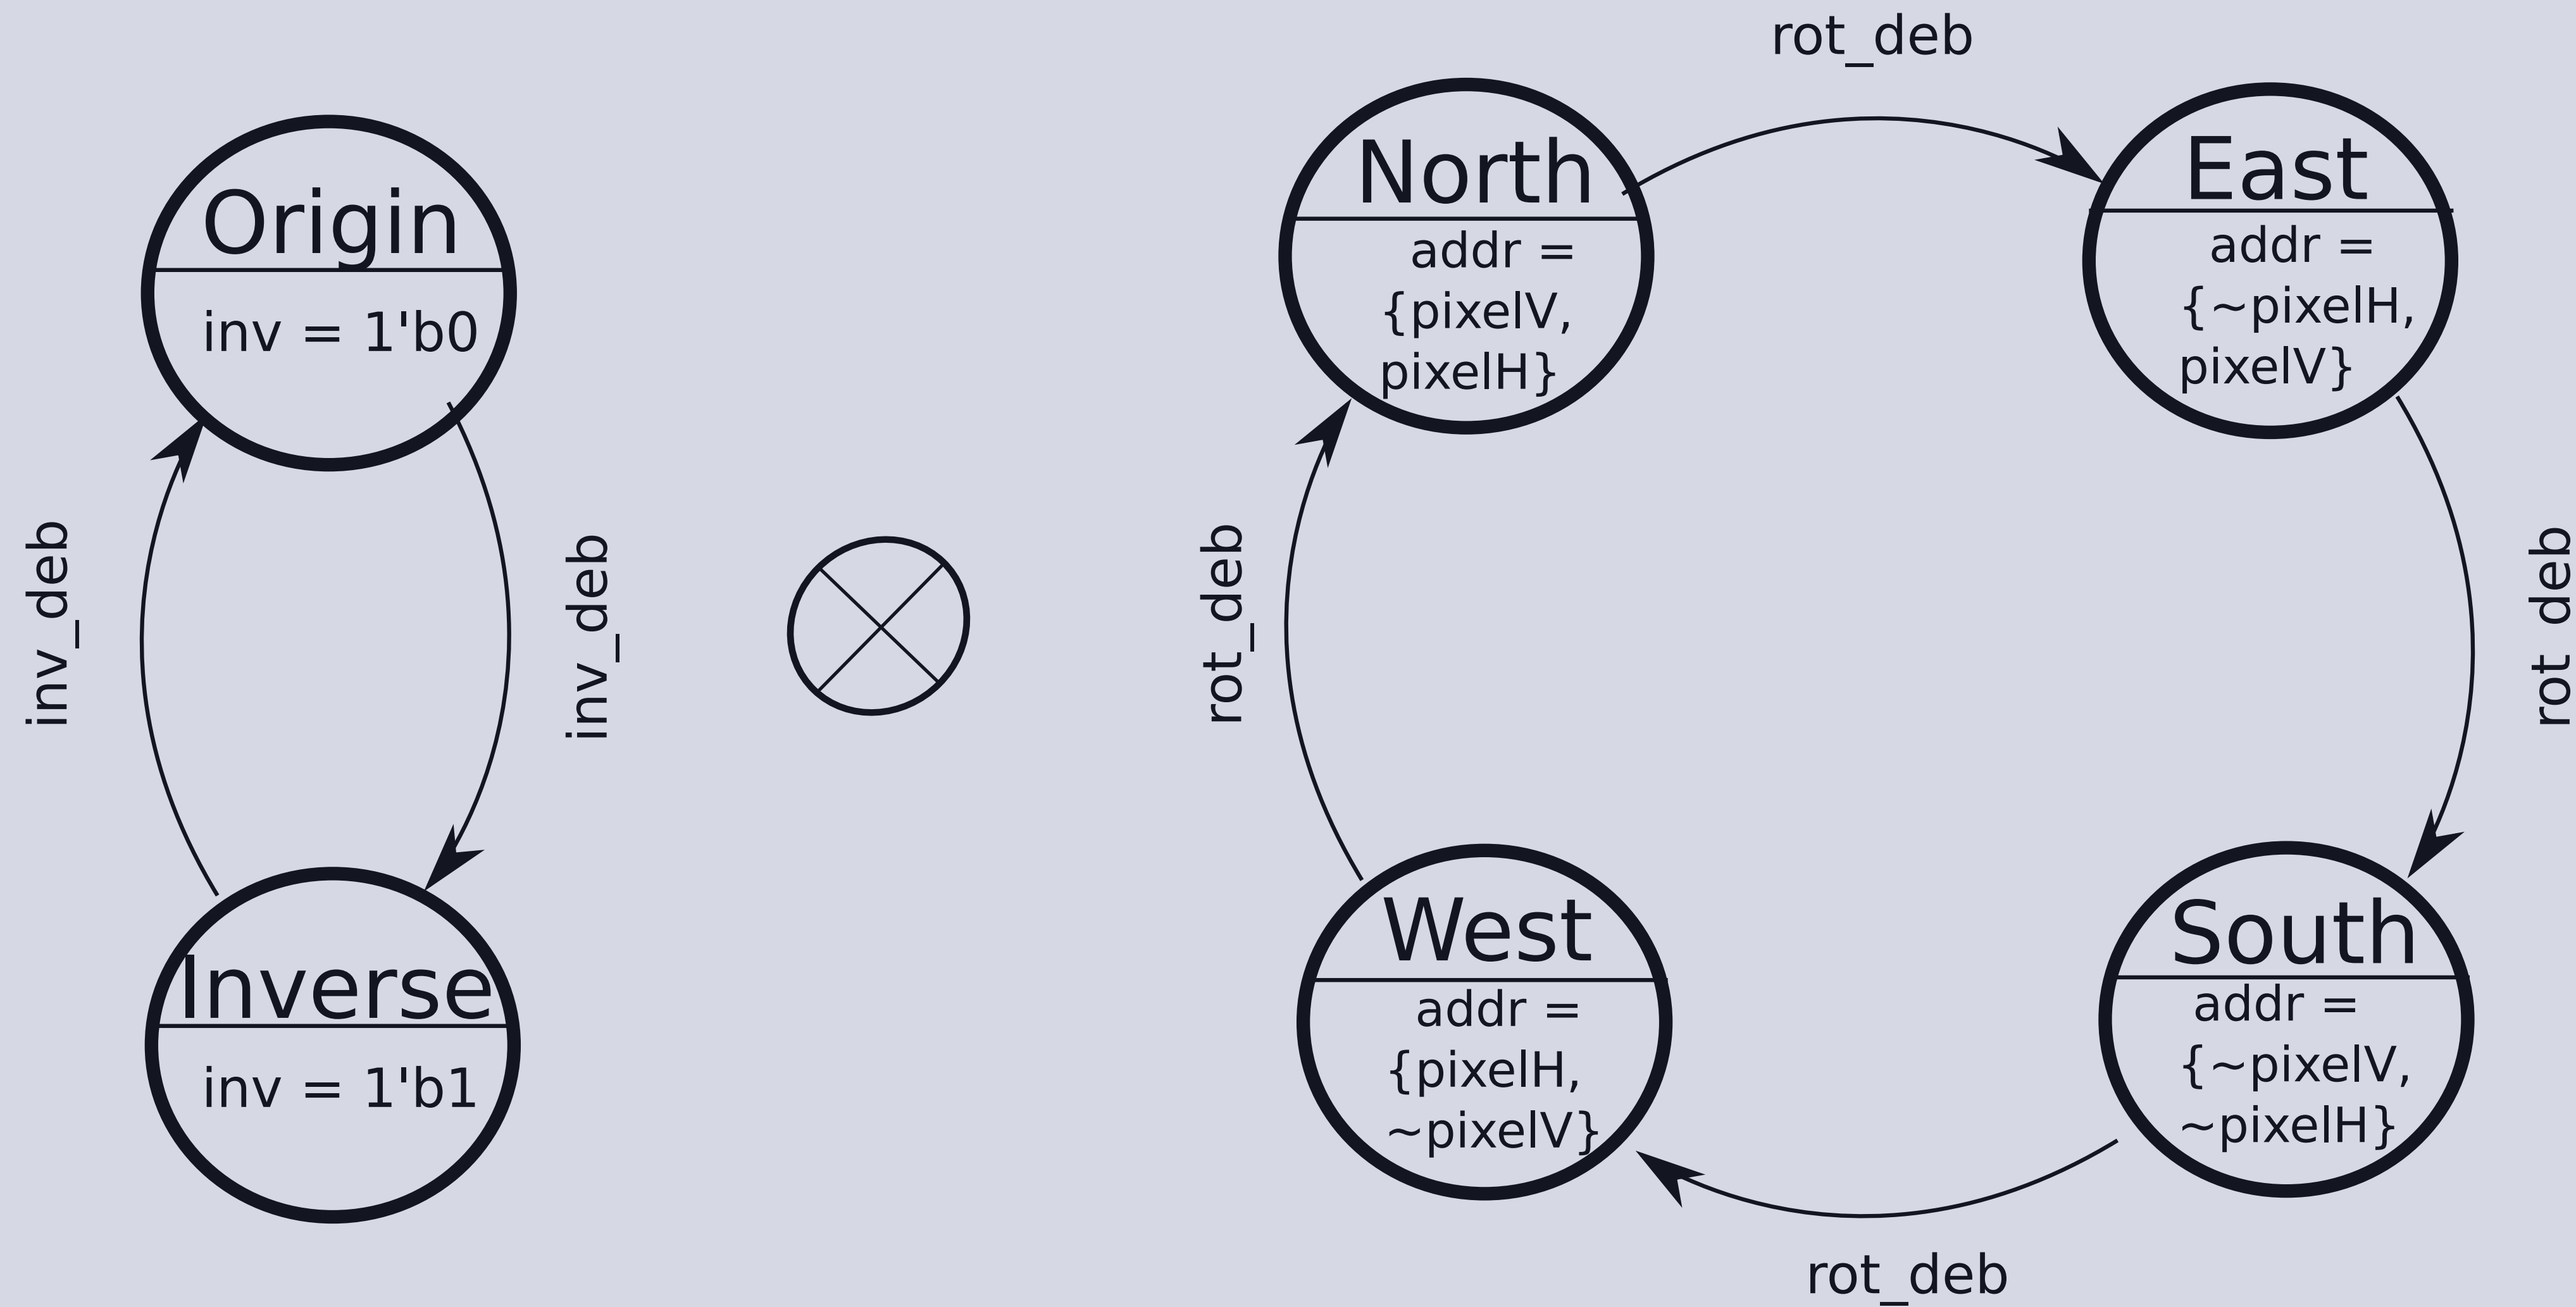 Origin
inv = 1'b0
inv_deb
inv_deb
Inverse
inv = 1'b1
rot_deb
North
addr =
{pixelV,
pixelH}
East
addr =
{~pixelH,
pixelV}
rot_deb
rot_deb
West
addr =
{pixelH,
~pixelV}
South
addr =
{~pixelV,
~pixelH}
rot_deb